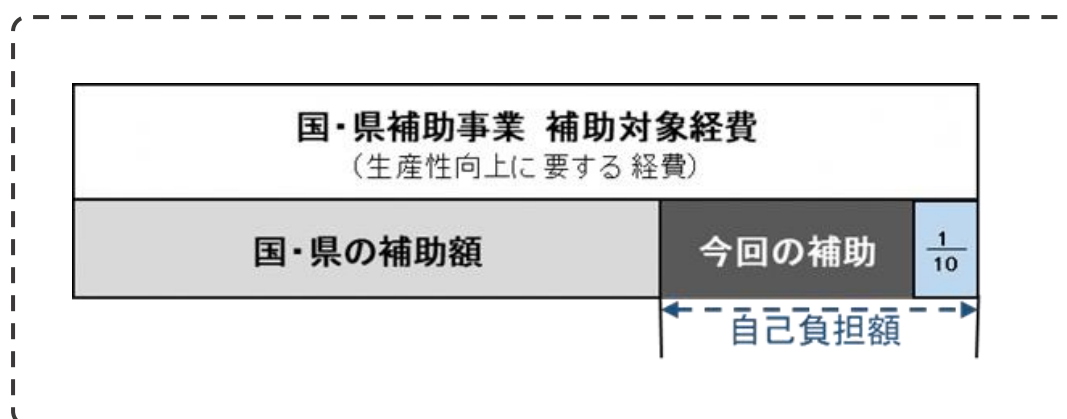 国・県補助事業 補助対象経費
（生産性向上に要する経費）
国・県の補助額
今回の補助
1
10
自己負担額